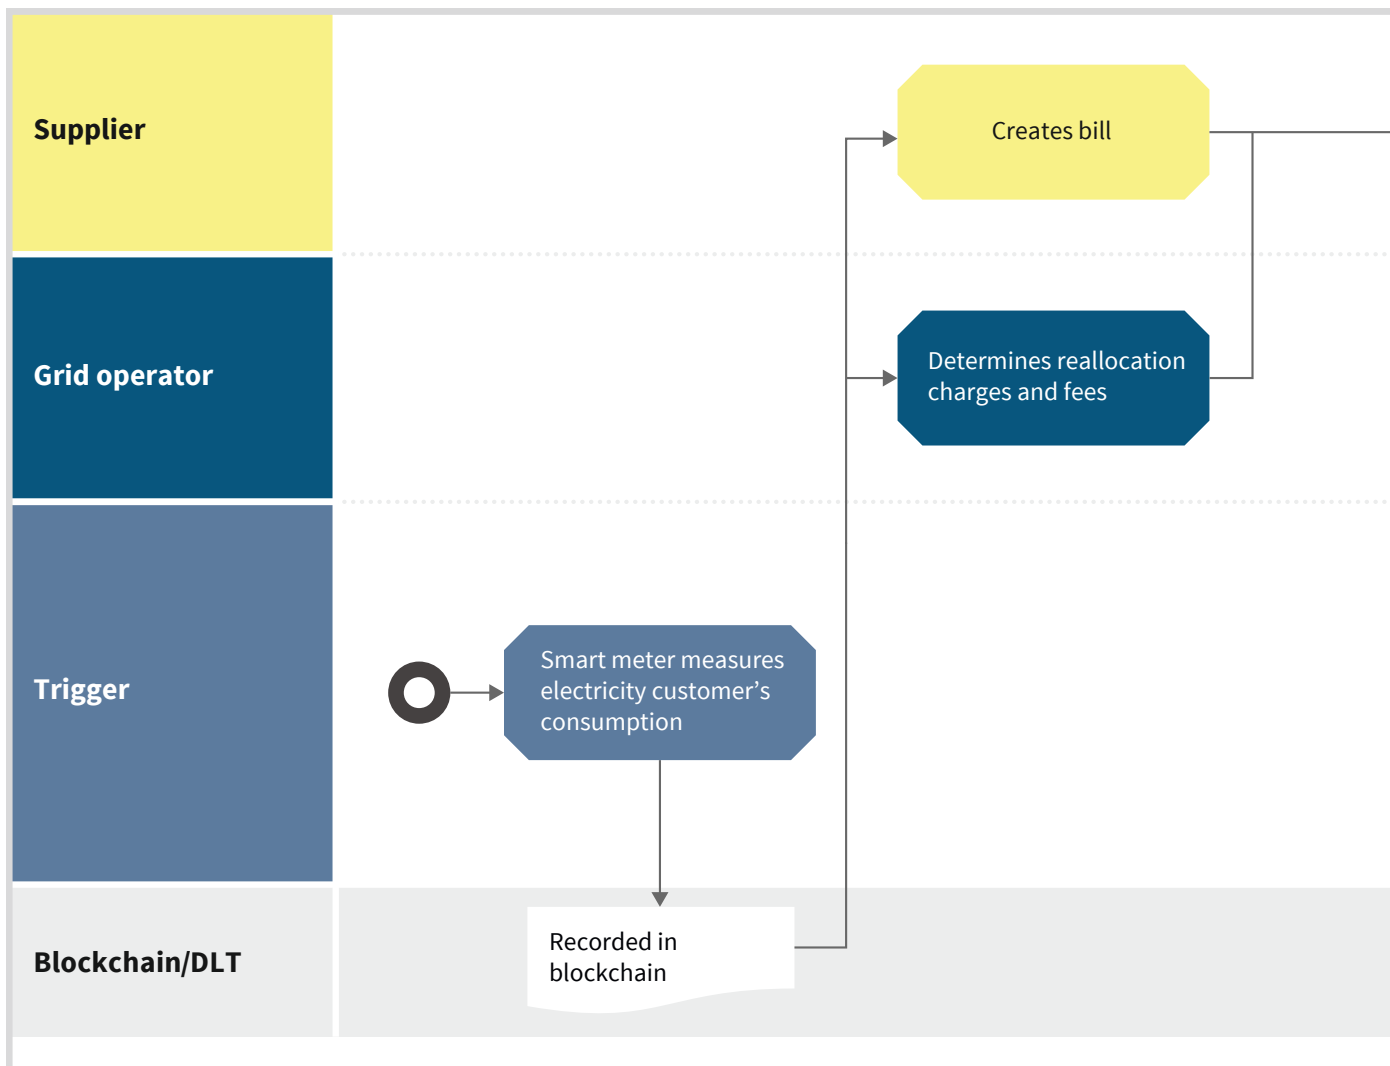 Supplier
Creates bill
Grid operator
Determines reallocation
charges and fees
Trigger
Smart meter measures
electricity customer’s
consumption
Blockchain/DLT
Recorded in
blockchain